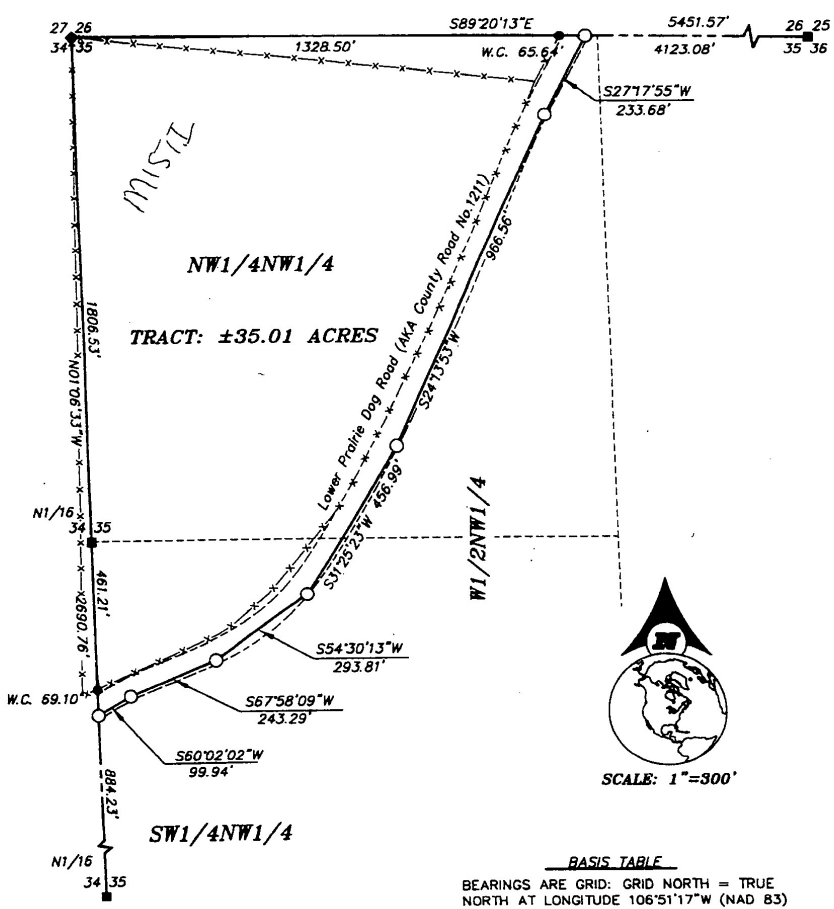 27 26
34 35
S89°20'13"E
1328.50'
W.C. 65.64'
5451.57'
4123.08'
26 25
35 36
S27°17'55"W
233.68'
NW1/4NW1/4
TRACT: ±35.01 ACRES
Lower Prairie Dog Road (AKA County Road No.1211)
966.56'
S24°13'53"W
1806.53'
N01°06'33"W
N1/16
34 35
S31°25'23"W 456.99'
W1/2NW1/4
461.21'
2690.76'
S54°30'13"W
293.81'
W.C. 69.10'
S67°58'09"W
243.29'
S60°02'02"W
99.94'
N
SCALE: 1"=300'
884.23'
SW1/4NW1/4
N1/16
34 35
BASIS TABLE
BEARINGS ARE GRID: GRID NORTH = TRUE
NORTH AT LONGITUDE 106°51'17"W (NAD 83)